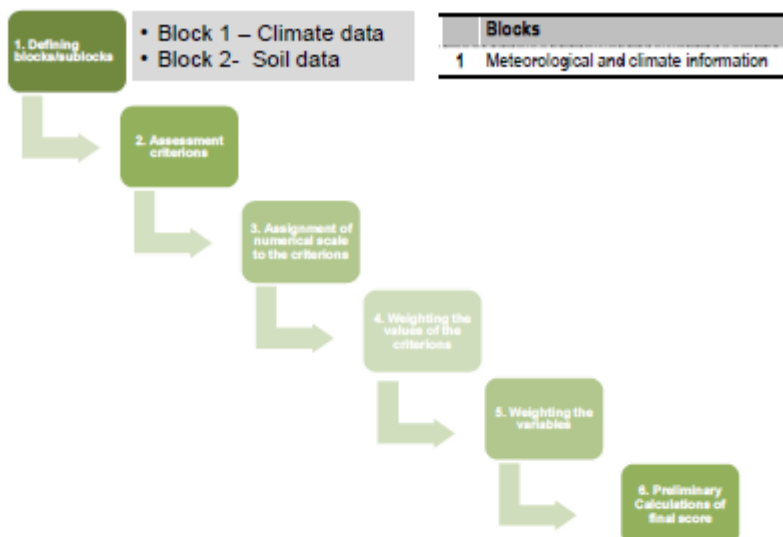 1. Defining
blocks/sublocks
• Block 1 – Climate data
• Block 2- Soil data
Blocks
1 Meteorological and climate information
2. Assessment
criterions
3. Assignment of
numerical scale
to the criterions
4. Weighting the
values of the
criterions
5. Weighting the
variables
6. Preliminary
Calculations of
final score